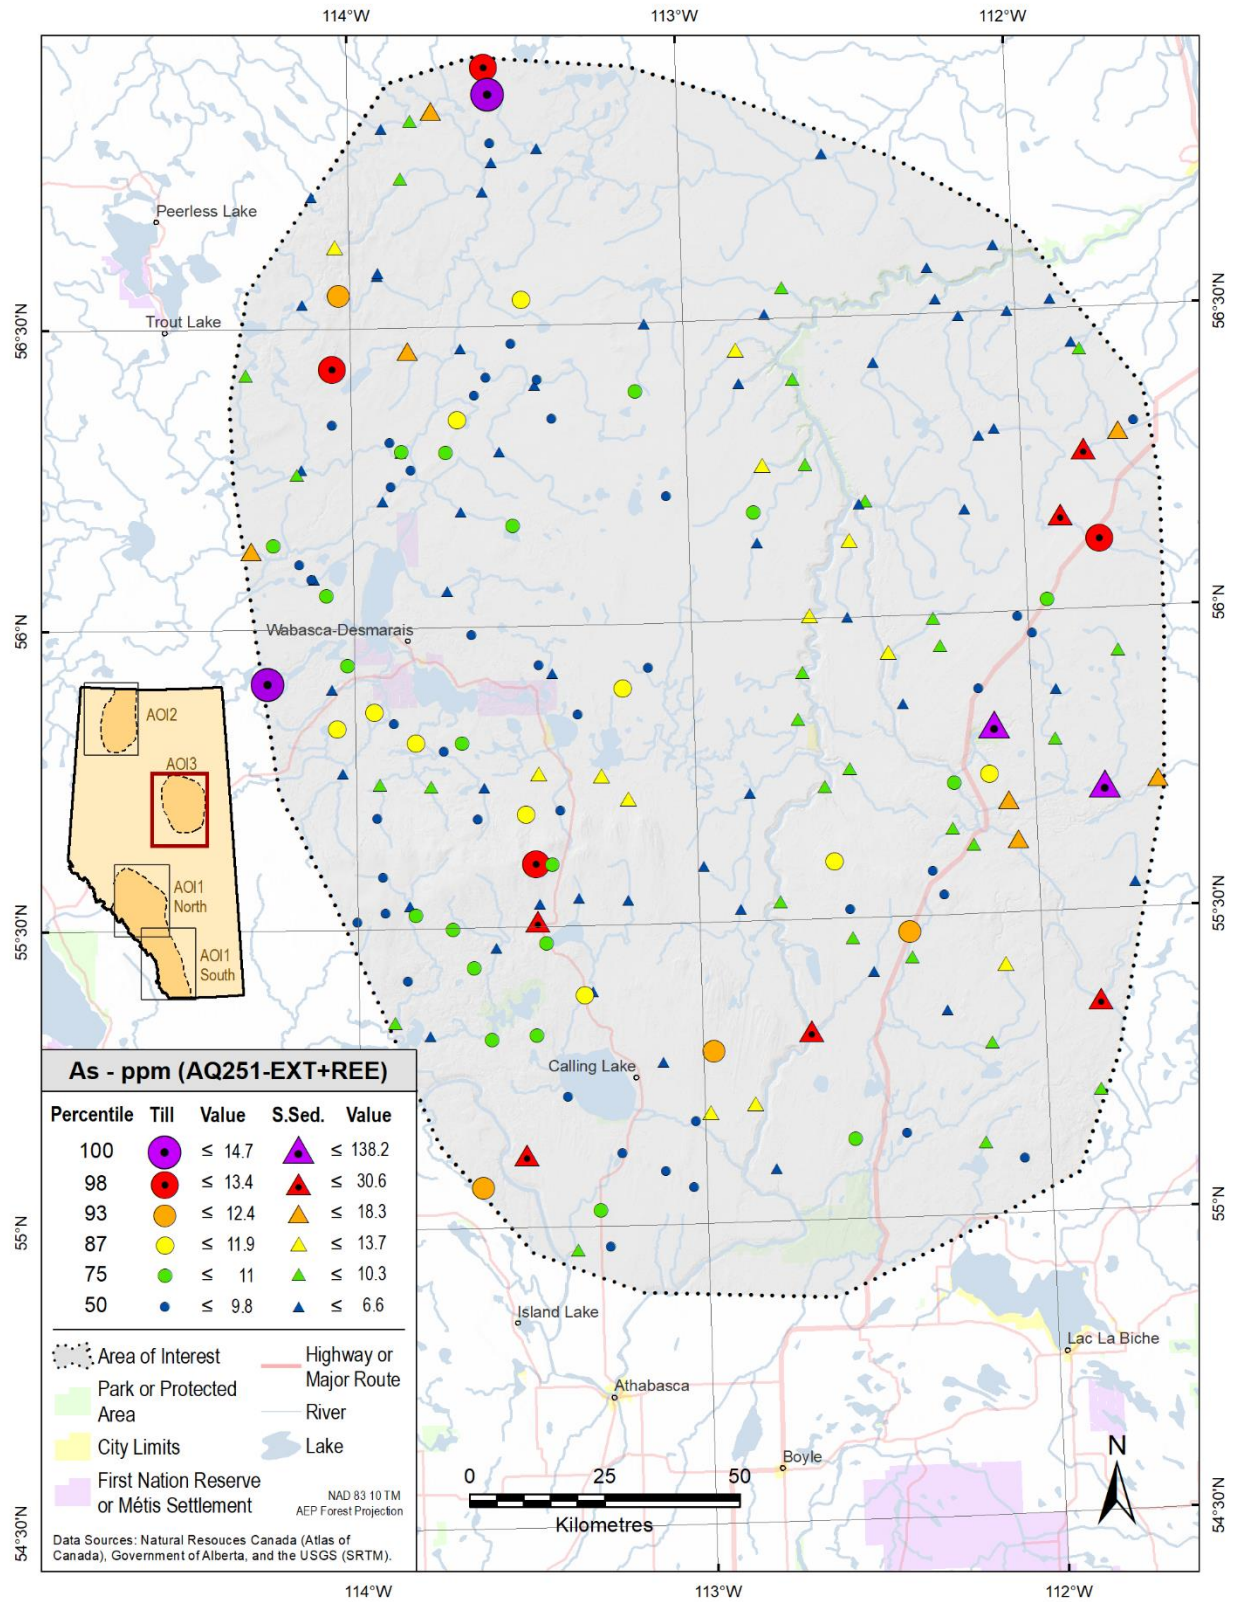 114°W 113°W 112°W
Peerless Lake
Trout Lake
56°30'N 56°30'N
56°N 56°N
Wabasca-Desmarais
AOI2
AOI3
AOI1
North
AOI1
South
55°30'N 55°30'N
Calling Lake
As - ppm (AQ251-EXT+REE)
Percentile Till Value S.Sed. Value
100 ≤ 14.7 ≤ 138.2
98 ≤ 13.4 ≤ 30.6
93 ≤ 12.4 ≤ 18.3
87 ≤ 11.9 ≤ 13.7
75 ≤ 11 ≤ 10.3
50 ≤ 9.8 ≤ 6.6
55°N 55°N
Island Lake
Lac La Biche
Athabasca
Boyle
Area of Interest
Park or Protected
Area
City Limits
First Nation Reserve
or Métis Settlement
Highway or
Major Route
River
Lake
NAD 83 10 TM
AEP Forest Projection
Data Sources: Natural Resouces Canada (Atlas of
Canada), Government of Alberta, and the USGS (SRTM).
0 25 50
Kilometres
N
54°30'N 54°30'N
114°W 113°W 112°W